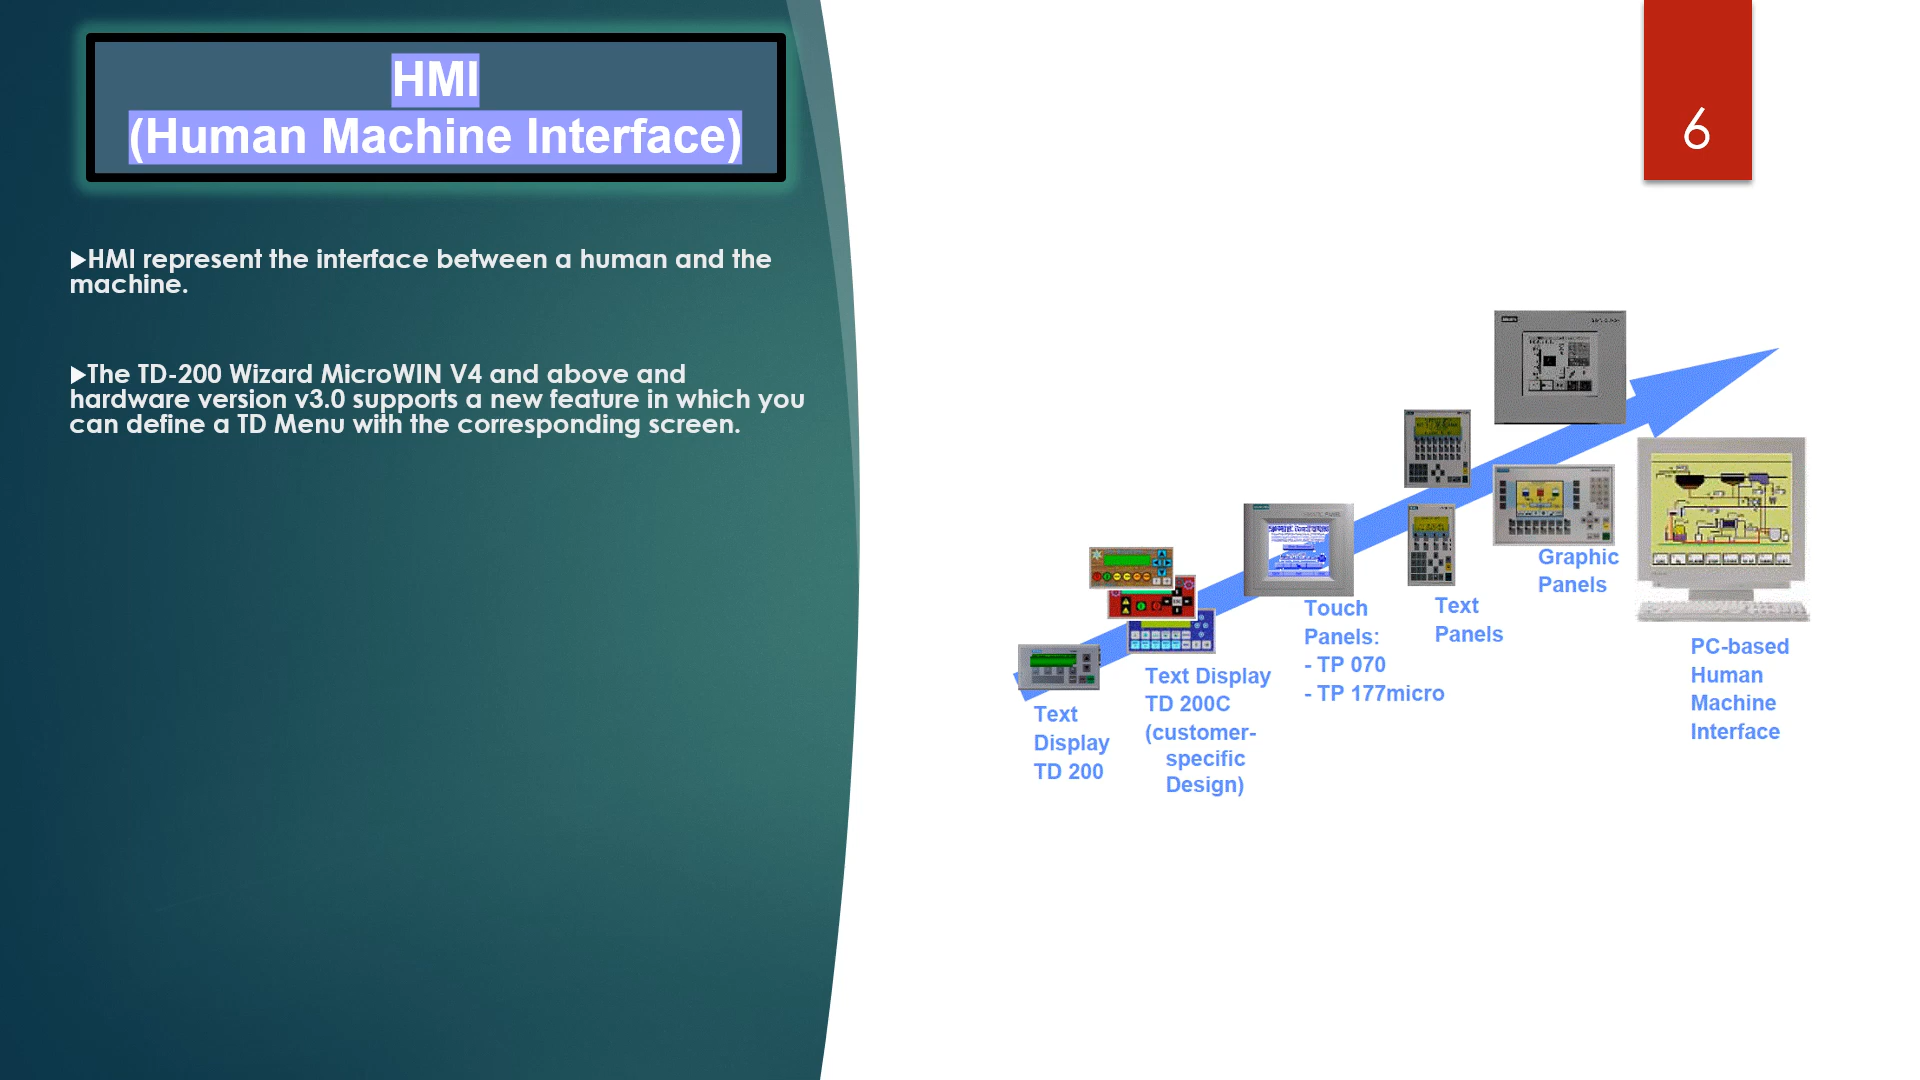 HMI
(Human Machine Interface)
6
▶HMI represent the interface between a human and the
machine.
▶The TD-200 Wizard MicroWIN V4 and above and
hardware version v3.0 supports a new feature in which you
can define a TD Menu with the corresponding screen.
Text
Display
TD 200
Text Display
TD 200C
(customer-
specific
Design)
Touch
Panels:
- TP 070
- TP 177micro
Text
Panels
Graphic
Panels
PC-based
Human
Machine
Interface